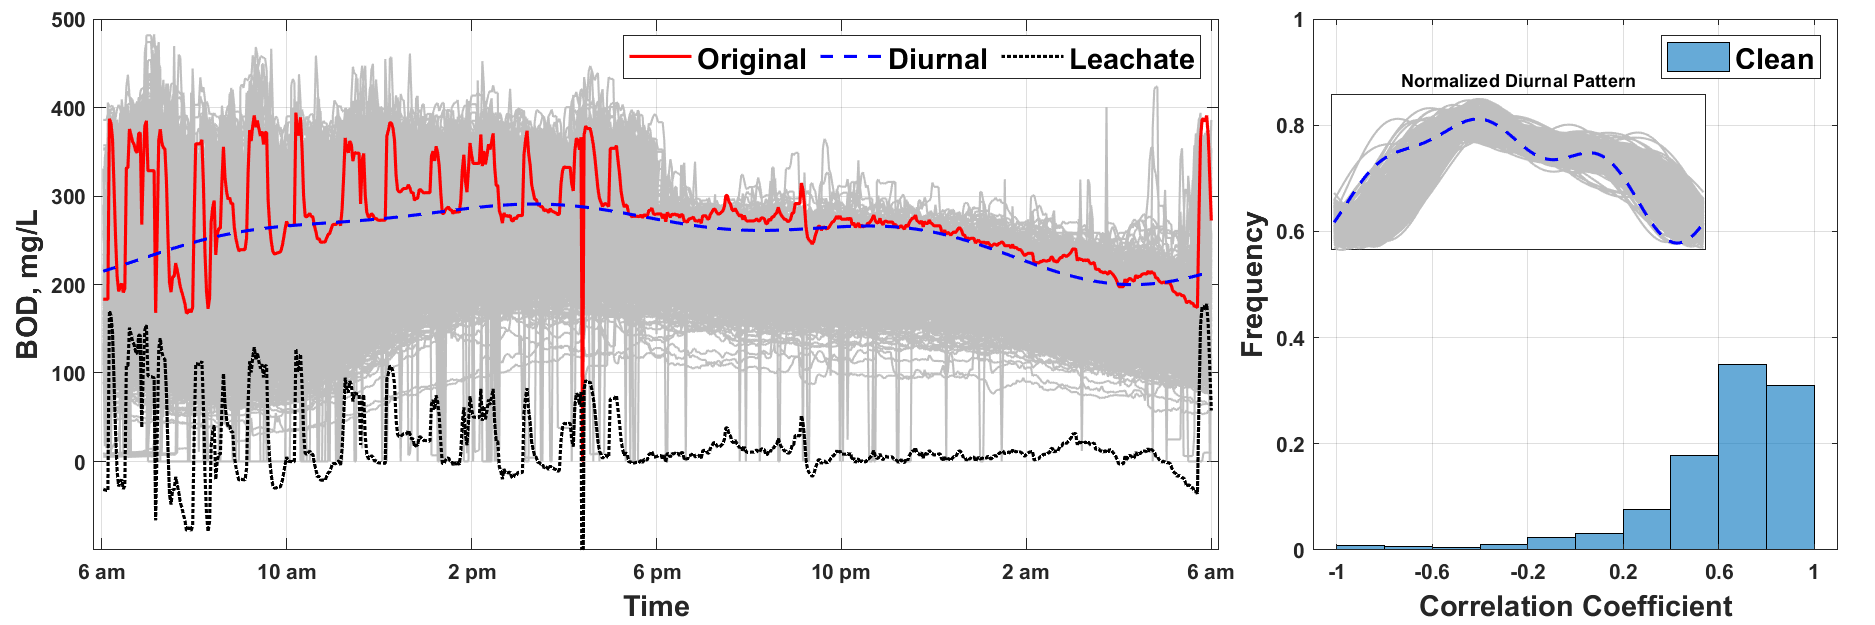 500
400
300
200
100
0
BOD, mg/L
Original Diurnal Leachate
6 am 10 am 2 pm 6 pm 10 pm 2 am 6 am
Time
1
0.8
0.6
0.4
0.2
0
Frequency
Clean
Normalized Diurnal Pattern
-1 -0.6 -0.2 0.2 0.6 1
Correlation Coefficient